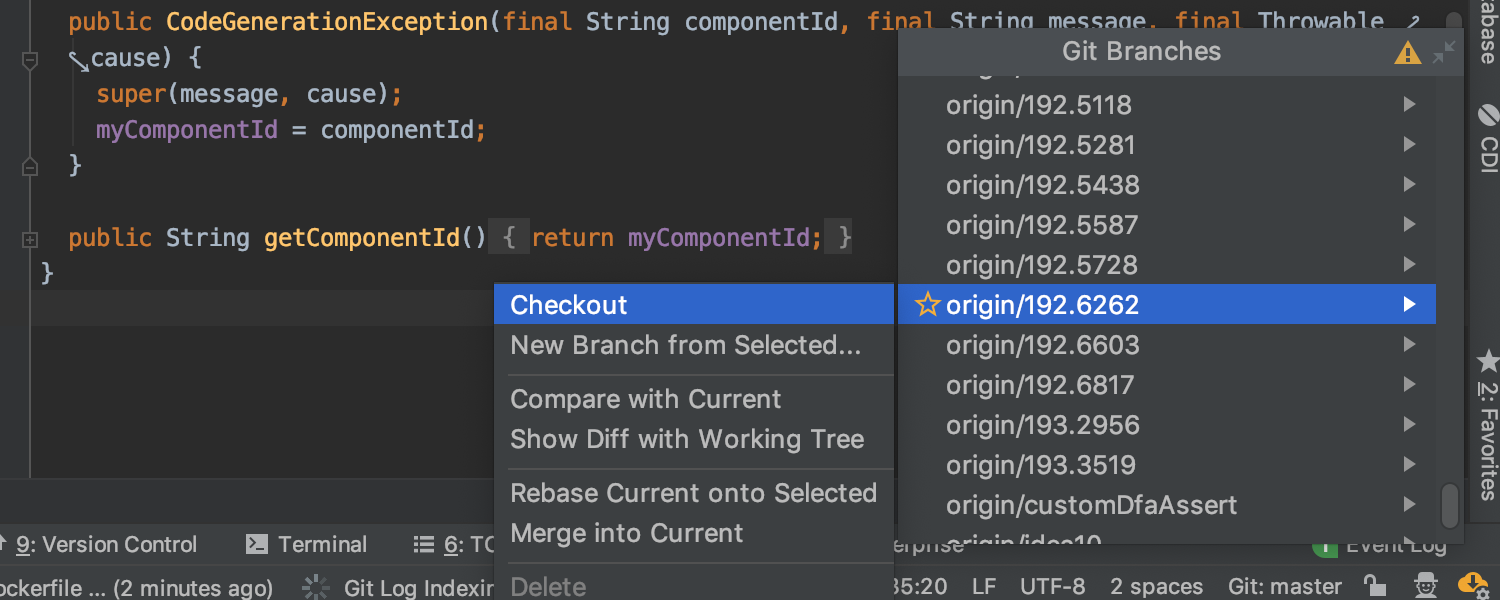 public CodeGenerationException(final String componentId, final String message, final Throwable
cause) {
super(message, cause);
myComponentId = componentId;
}
public String getComponentId() { return myComponentId; }
}
Git Branches
origin/192.5118
origin/192.5281
origin/192.5438
origin/192.5587
origin/192.5728
origin/192.6262
origin/192.6603
origin/192.6817
origin/193.2956
origin/193.3519
origin/customDfaAssert
origin/idea10
Checkout
New Branch from Selected...
Compare with Current
Show Diff with Working Tree
Rebase Current onto Selected
Merge into Current
Delete
CDI
2: Favorites
9: Version Control
Terminal
6: TO
Event Log
(2 minutes ago)
Git Log
35:20
LF
UTF-8
2 spaces
Git: master